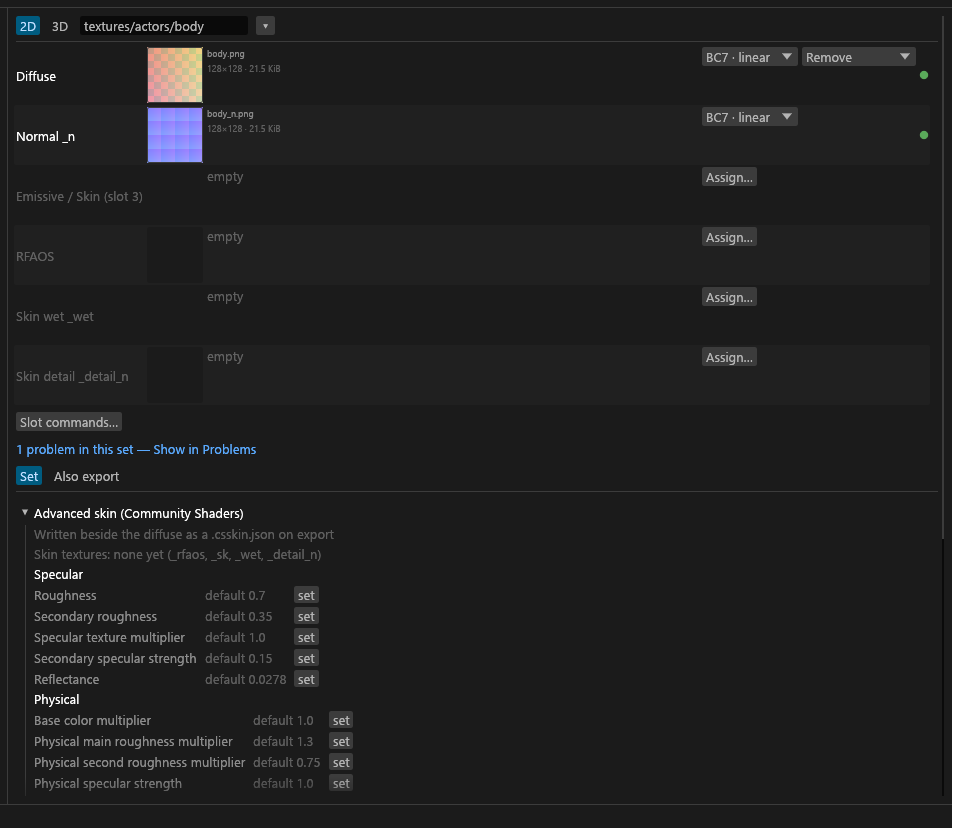 2D 3D textures/actors/body
Diffuse
body.png
128×128 · 21.5 KiB
BC7 · linear Remove
Normal _n
body_n.png
128×128 · 21.5 KiB
BC7 · linear
Emissive / Skin (slot 3) empty Assign...
RFAOS empty Assign...
Skin wet _wet empty Assign...
Skin detail _detail_n empty Assign...
Slot commands...
1 problem in this set — Show in Problems
Set Also export
Advanced skin (Community Shaders)
Written beside the diffuse as a .csskin.json on export
Skin textures: none yet (_rfaos, _sk, _wet, _detail_n)
Specular
Roughness default 0.7 set
Secondary roughness default 0.35 set
Specular texture multiplier default 1.0 set
Secondary specular strength default 0.15 set
Reflectance default 0.0278 set
Physical
Base color multiplier default 1.0 set
Physical main roughness multiplier default 1.3 set
Physical second roughness multiplier default 0.75 set
Physical specular strength default 1.0 set